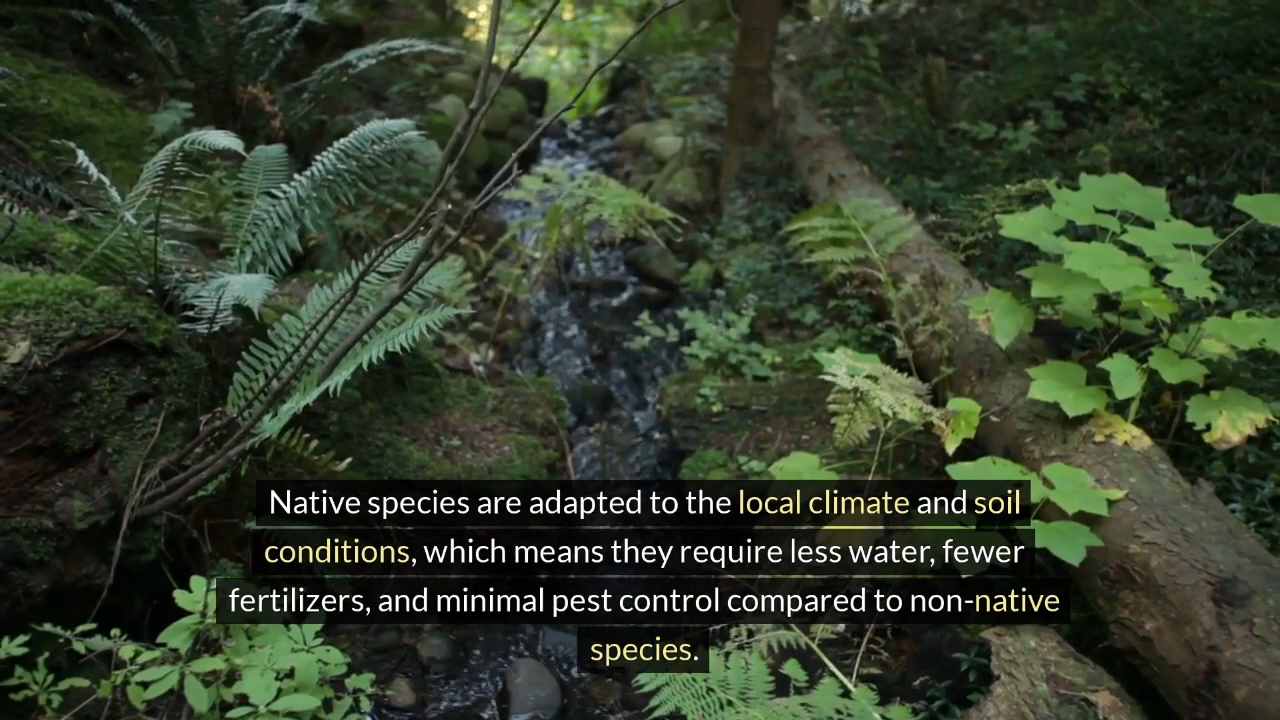 Native species are adapted to the local climate and soil
conditions, which means they require less water, fewer
fertilizers, and minimal pest control compared to non-native
species.